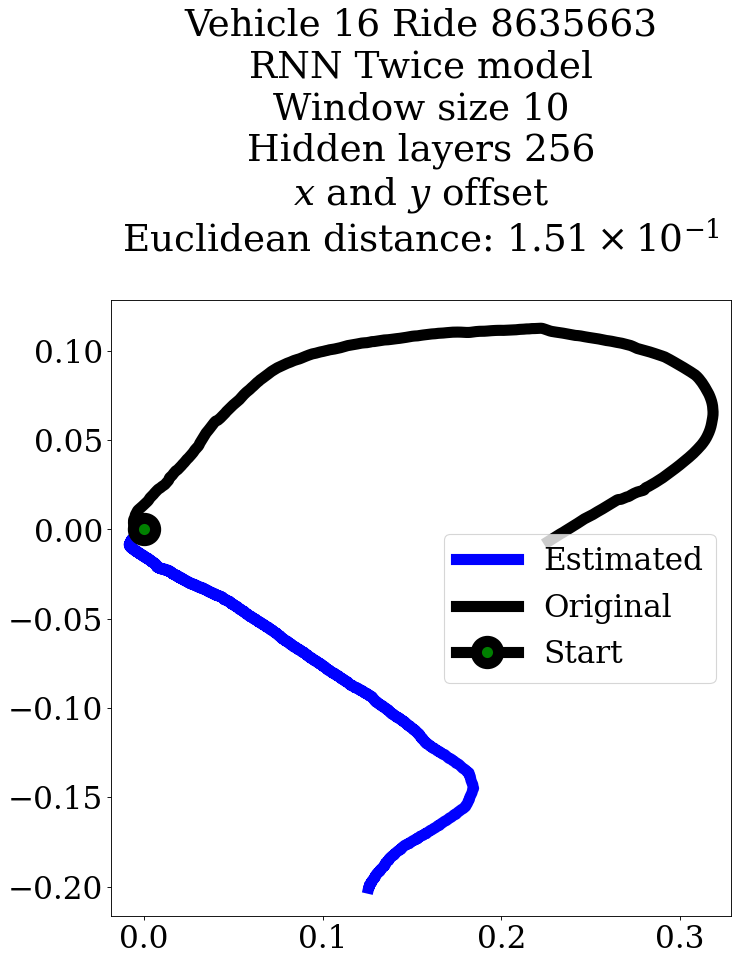 Vehicle 16 Ride 8635663
RNN Twice model
Window size 10
Hidden layers 256
x and y offset
Euclidean distance: 1.51 × 10⁻¹
0.10
0.05
0.00
−0.05
−0.10
−0.15
−0.20
Estimated
Original
Start
0.0 0.1 0.2 0.3